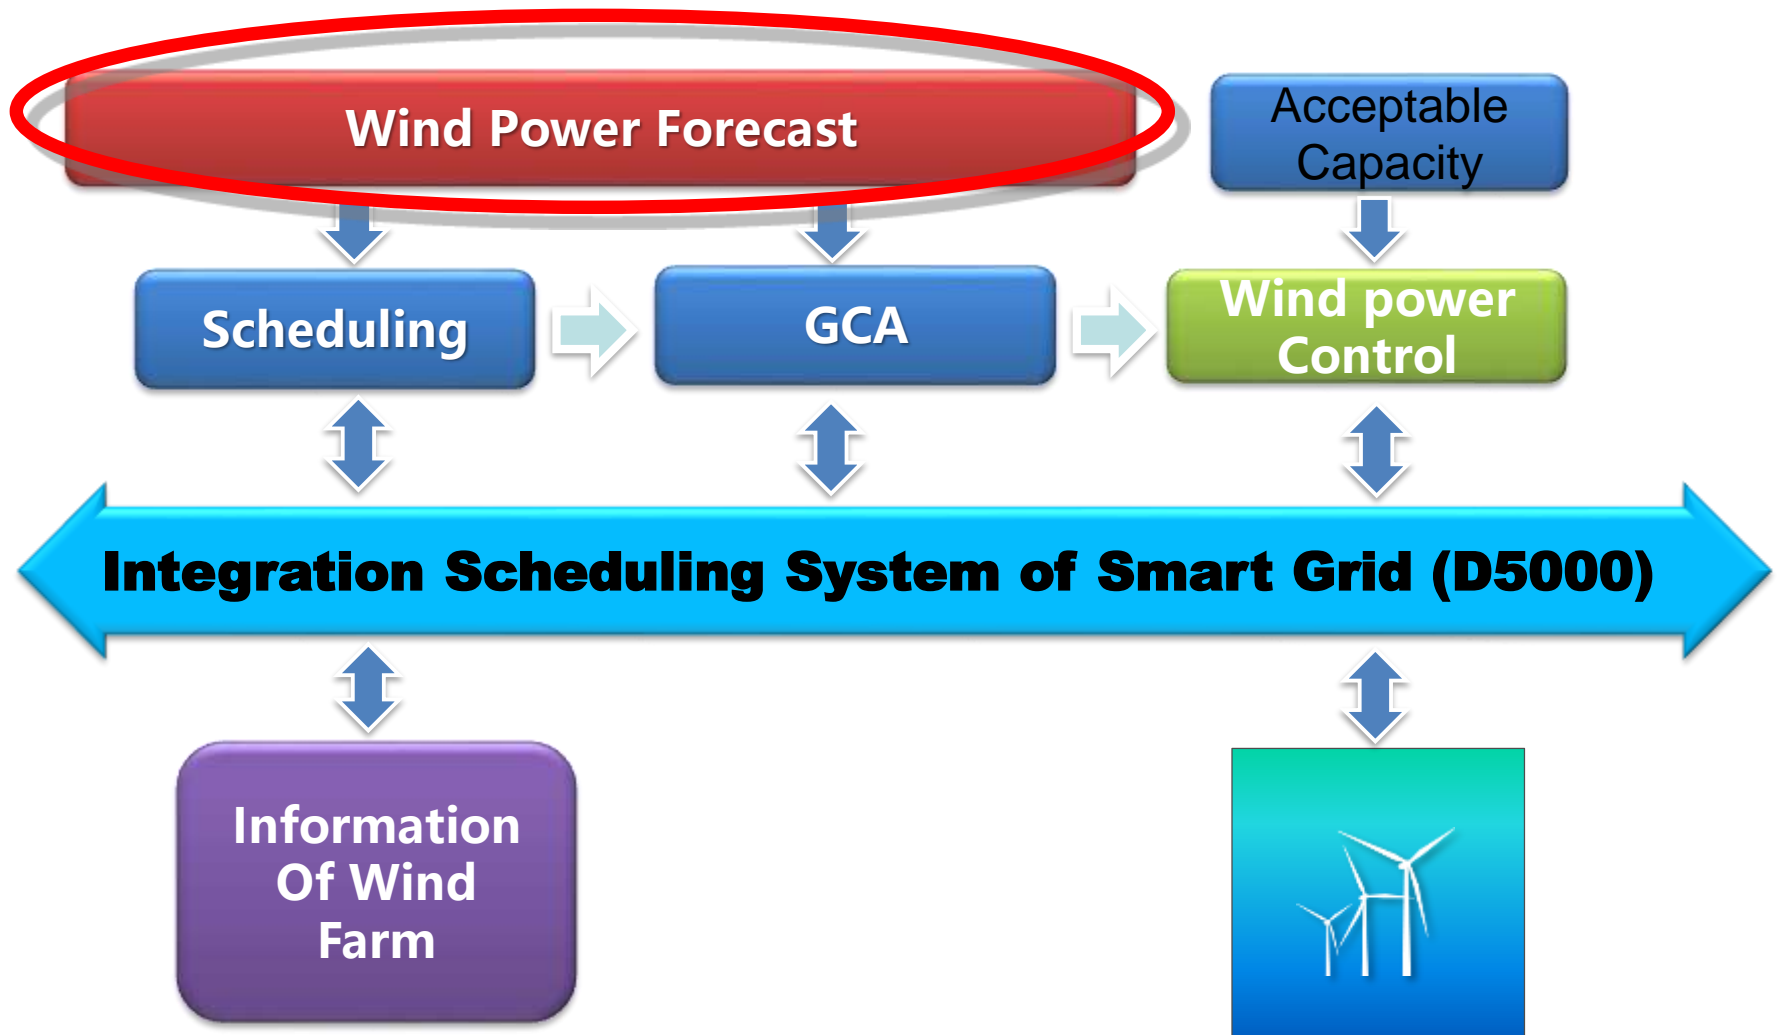 Wind Power Forecast
Acceptable
Capacity
Scheduling
GCA
Wind power
Control
Integration Scheduling System of Smart Grid (D5000)
Information
Of Wind
Farm